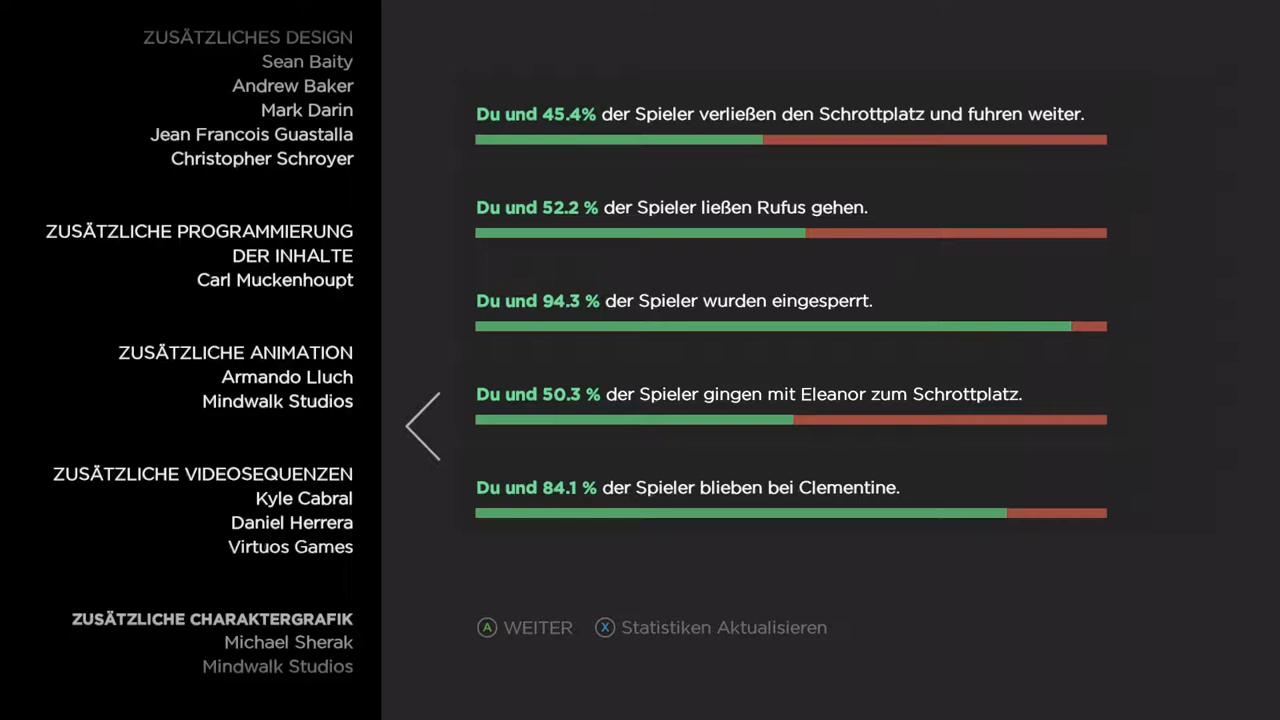 ZUSÄTZLICHES DESIGN
Sean Baity
Andrew Baker
Mark Darin
Jean Francois Guastalla
Christopher Schroyer
ZUSÄTZLICHE PROGRAMMIERUNG
DER INHALTE
Carl Muckenhoupt
ZUSÄTZLICHE ANIMATION
Armando Lluch
Mindwalk Studios
ZUSÄTZLICHE VIDEOSEQUENZEN
Kyle Cabral
Daniel Herrera
Virtuos Games
ZUSÄTZLICHE CHARAKTERGRAFIK
Michael Sherak
Mindwalk Studios
Du und 45.4% der Spieler verließen den Schrottplatz und fuhren weiter.
Du und 52.2 % der Spieler ließen Rufus gehen.
Du und 94.3 % der Spieler wurden eingesperrt.
Du und 50.3 % der Spieler gingen mit Eleanor zum Schrottplatz.
Du und 84.1 % der Spieler blieben bei Clementine.
A WEITER X Statistiken Aktualisieren